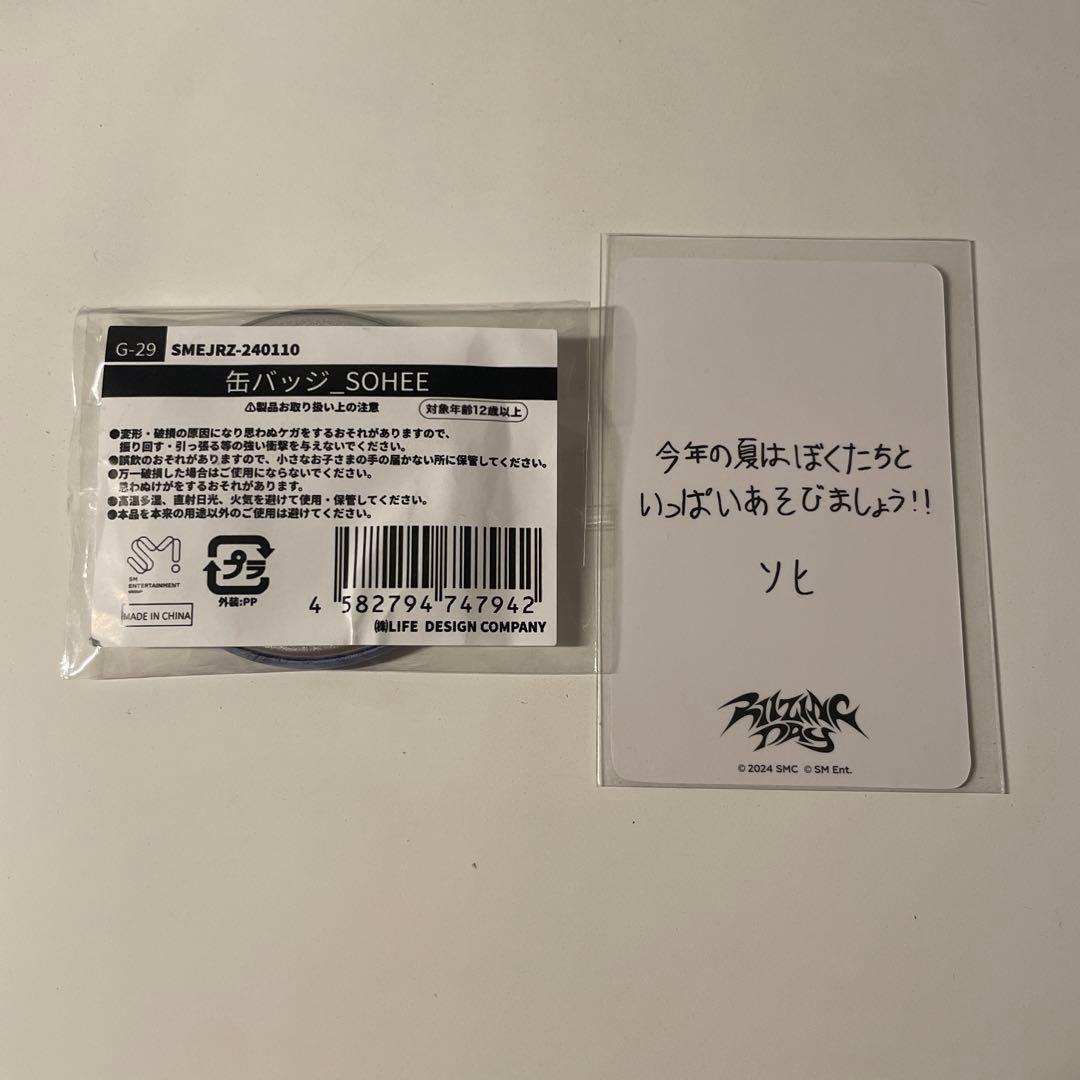 G-29 SMEJRZ-240110
缶バッジ_SOHEE
⚠製品お取り扱い上の注意
対象年齢12歳以上
●変形・破損の原因になり思わぬケガをするおそれがありますので、
振り回す・引っ張る等の強い衝撃を与えないでください。
●誤飲のおそれがありますので、小さなお子さまの手の届かない所に保管してください。
●万一破損した場合はご使用にならないでください。
思わぬけがをするおそれがあります。
●高温多湿、直射日光、火気を避けて使用・保管してください。
●本品を本来の用途以外のご使用は避けてください。
SM!
SM
ENTERTAINMENT
GROUP
MADE IN CHINA
プラ
外装:PP
4 582794 747942
㈱LIFE DESIGN COMPANY
今年の夏はぼくたちと
いっぱいあそびましょう!!
ソヒ
RIIZING
DAY
© 2024 SMC © SM Ent.